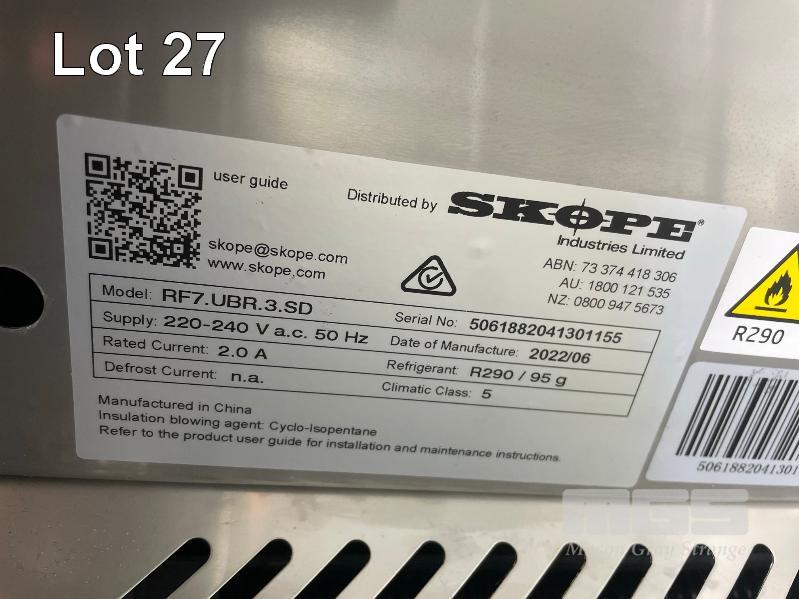 Lot 27
user guide
Distributed by SKOPE®
Industries Limited
skope@skope.com
www.skope.com
ABN: 73 374 418 306
AU: 1800 121 535
NZ: 0800 947 5673
Model: RF7.UBR.3.SD
Serial No: 5061882041301155
Supply: 220-240 V a.c. 50 Hz
Date of Manufacture: 2022/06
Rated Current: 2.0 A
Refrigerant: R290 / 95 g
Defrost Current: n.a.
Climatic Class: 5
Manufactured in China
Insulation blowing agent: Cyclo-Isopentane
Refer to the product user guide for installation and maintenance instructions.
R290
5061882041301
MGS
Mason Gray Strange